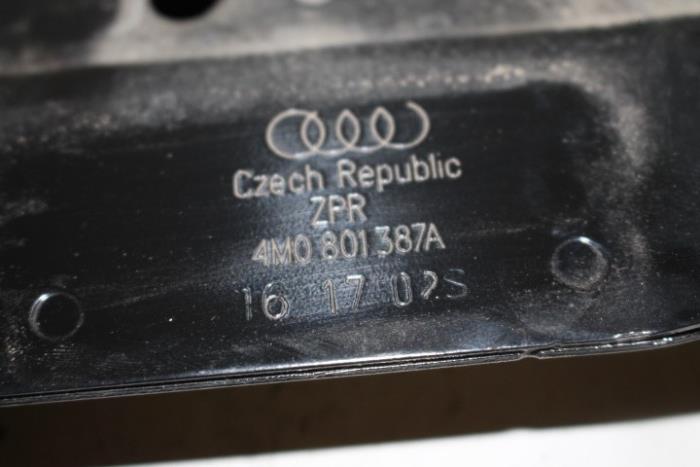 Czech Republic
ZPR
4M0 801 387A
16 17 02S